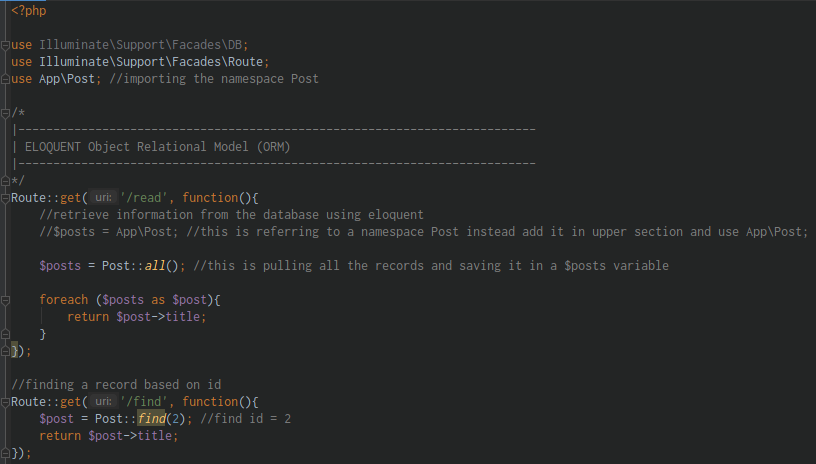 <?php
use Illuminate\Support\Facades\DB;
use Illuminate\Support\Facades\Route;
use App\Post; //importing the namespace Post
/*
|--------------------------------------------------------------------------
| ELOQUENT Object Relational Model (ORM)
|--------------------------------------------------------------------------
*/
Route::get( uri: '/read', function(){
//retrieve information from the database using eloquent
//$posts = App\Post; //this is referring to a namespace Post instead add it in upper section and use App\Post;
$posts = Post::all(); //this is pulling all the records and saving it in a $posts variable
foreach ($posts as $post){
return $post->title;
}
});
//finding a record based on id
Route::get( uri: '/find', function(){
$post = Post::find(2); //find id = 2
return $post->title;
});